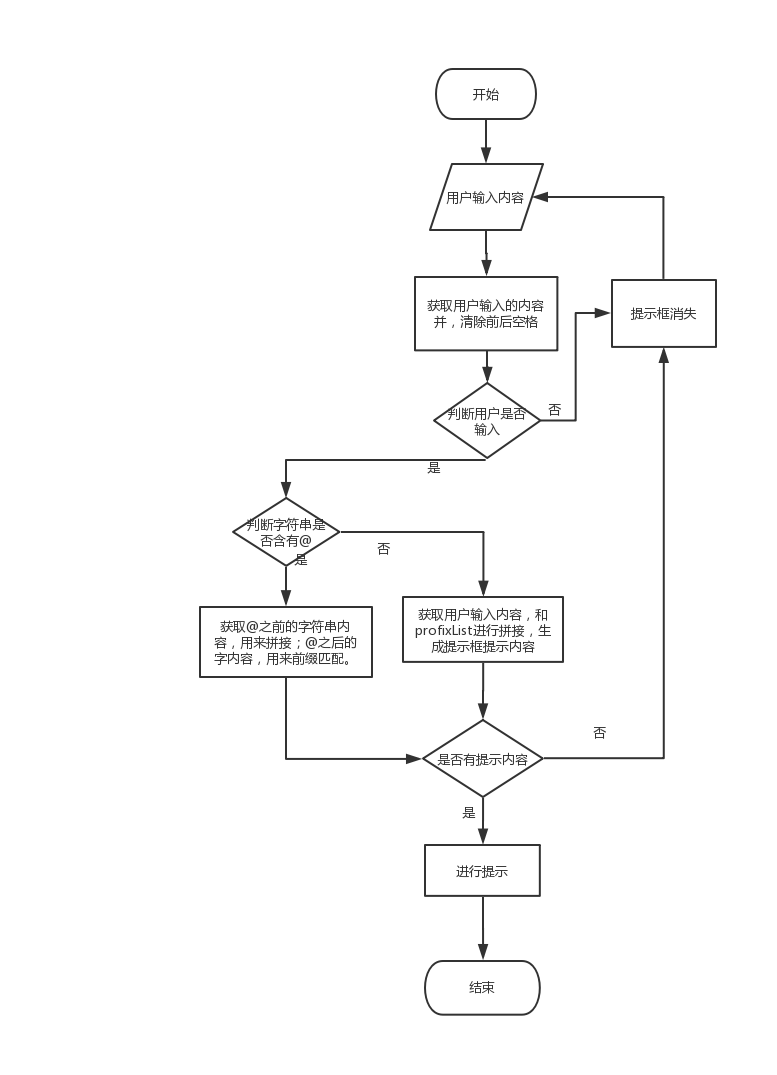 开始
用户输入内容
获取用户输入的内容
并，清除前后空格
提示框消失
判断用户是否
输入
否
是
判断字符串是
否含有@
是
否
获取@之前的字符串内
容，用来拼接；@之后的
字内容，用来前缀匹配。
获取用户输入内容，和
profixList进行拼接，生
成提示框提示内容
否
是否有提示内容
是
进行提示
结束